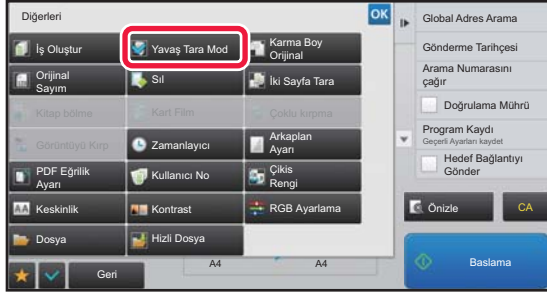 Diğerleri
OK
İş Oluştur
Yavaş Tara Mod
Karma Boy
Orijinal
Orijinal
Sayım
Sil
İki Sayfa Tara
Kitap bölme
Kart Film
Çoklu kırpma
Görüntüyü Kırp
Zamanlayıcı
Arkaplan
Ayarı
PDF Eğrilik
Ayarı
Kullanıcı No
Çikis
Rengi
Keskinlik
Kontrast
RGB Ayarlama
Dosya
Hizli Dosya
Geri
A4
A4
Global Adres Arama
Gönderme Tarihçesi
Arama Numarasını
çağır
Doğrulama Mührü
Program Kaydı
Geçerli Ayarları kaydet
Hedef Bağlantıyı
Gönder
Önizle
CA
Baslama